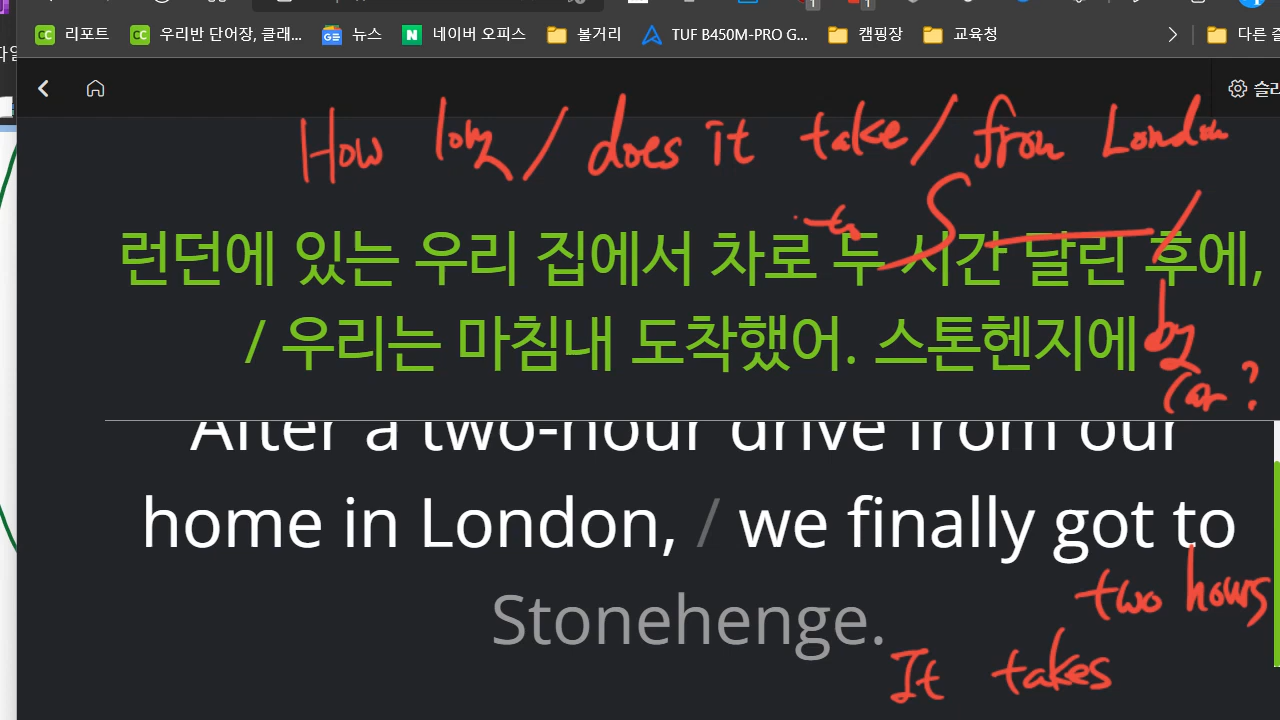 리포트 우리반 단어장, 클래... 뉴스 네이버 오피스 볼거리 TUF B450M-PRO G... 캠핑장 교육청 다른 즐
슬라
How long / does it take / from London
to S /
런던에 있는 우리 집에서 차로 두 시간 달린 후에,
/ 우리는 마침내 도착했어. 스톤헨지에
by
car ?
After a two-hour drive from our
home in London, / we finally got to
two hours
Stonehenge.
It takes